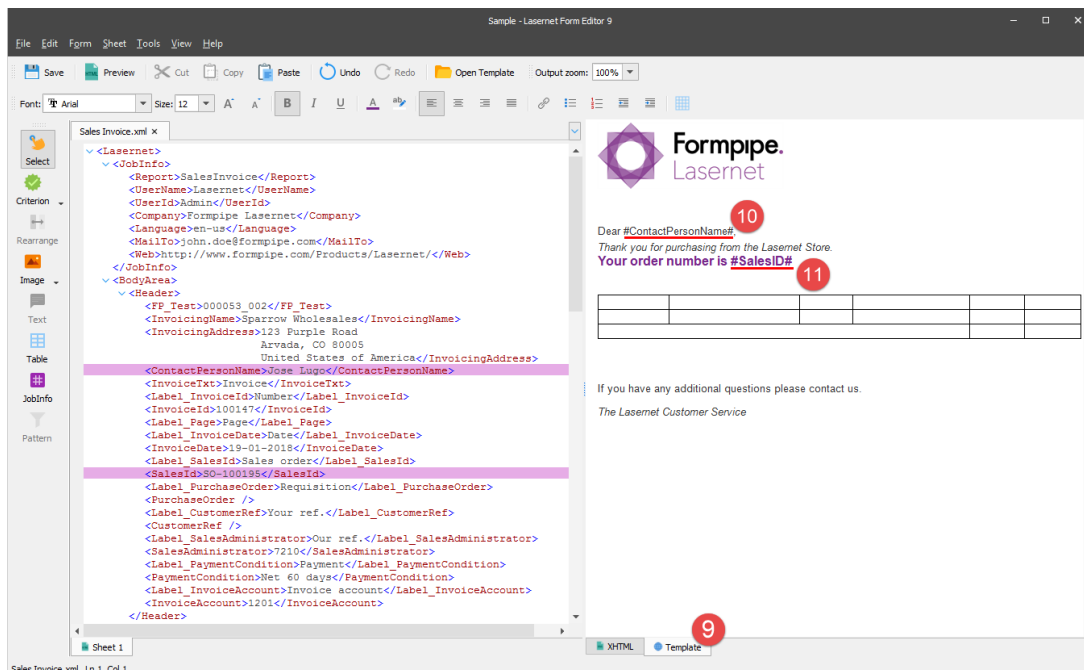 Sample - Lasernet Form Editor 9
File Edit Form Sheet Tools View Help
Save Preview Cut Copy Paste Undo Redo Open Template Output zoom: 100%
Font: Arial Size: 12 A A B I U A ab
Sales Invoice.xml ×
Select
Criterion
Rearrange
Image
Text
Table
JobInfo
Pattern
<Lasernet>
<JobInfo>
<Report>SalesInvoice</Report>
<UserName>Lasernet</UserName>
<UserId>Admin</UserId>
<Company>Formpipe Lasernet</Company>
<Language>en-us</Language>
<MailTo>john.doe@formpipe.com</MailTo>
<Web>http://www.formpipe.com/Products/Lasernet/</Web>
</JobInfo>
<BodyArea>
<Header>
<FP_Test>000053_002</FP_Test>
<InvoicingName>Sparrow Wholesales</InvoicingName>
<InvoicingAddress>123 Purple Road
Arvada, CO 80005
United States of America</InvoicingAddress>
<ContactPersonName>Jose Lugo</ContactPersonName>
<InvoiceTxt>Invoice</InvoiceTxt>
<Label_InvoiceId>Number</Label_InvoiceId>
<InvoiceId>100147</InvoiceId>
<Label_Page>Page</Label_Page>
<Label_InvoiceDate>Date</Label_InvoiceDate>
<InvoiceDate>19-01-2018</InvoiceDate>
<Label_SalesId>Sales order</Label_SalesId>
<SalesId>SO-100195</SalesId>
<Label_PurchaseOrder>Requisition</Label_PurchaseOrder>
<PurchaseOrder />
<Label_CustomerRef>Your ref.</Label_CustomerRef>
<CustomerRef />
<Label_SalesAdministrator>Our ref.</Label_SalesAdministrator>
<SalesAdministrator>7210</SalesAdministrator>
<Label_PaymentCondition>Payment</Label_PaymentCondition>
<PaymentCondition>Net 60 days</PaymentCondition>
<Label_InvoiceAccount>Invoice account</Label_InvoiceAccount>
<InvoiceAccount>1201</InvoiceAccount>
</Header>
Sheet 1
Formpipe.
Lasernet
10
Dear #ContactPersonName#,
Thank you for purchasing from the Lasernet Store.
Your order number is #SalesID#
11
If you have any additional questions please contact us.
The Lasernet Customer Service
9
XHTML Template
Sales Invoice.xml Ln 1, Col 1